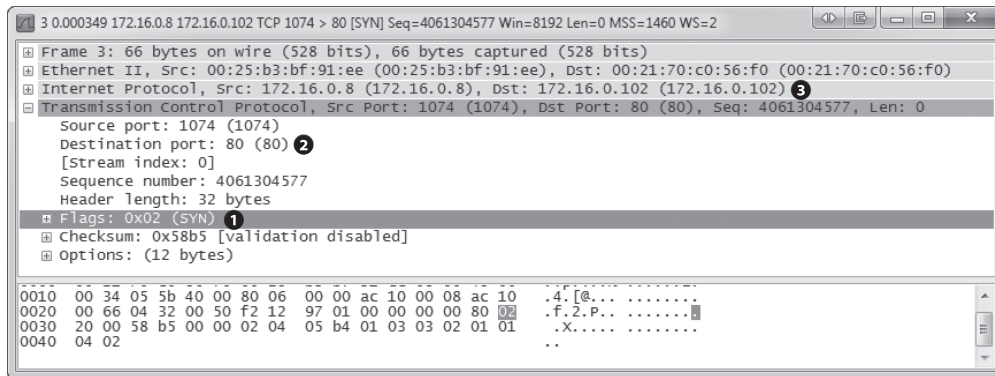 3 0.000349 172.16.0.8 172.16.0.102 TCP 1074 > 80 [SYN] Seq=4061304577 Win=8192 Len=0 MSS=1460 WS=2
Frame 3: 66 bytes on wire (528 bits), 66 bytes captured (528 bits)
Ethernet II, Src: 00:25:b3:bf:91:ee (00:25:b3:bf:91:ee), Dst: 00:21:70:c0:56:f0 (00:21:70:c0:56:f0)
Internet Protocol, Src: 172.16.0.8 (172.16.0.8), Dst: 172.16.0.102 (172.16.0.102) 3
Transmission Control Protocol, Src Port: 1074 (1074), Dst Port: 80 (80), Seq: 4061304577, Len: 0
Source port: 1074 (1074)
Destination port: 80 (80) 2
[Stream index: 0]
Sequence number: 4061304577
Header length: 32 bytes
Flags: 0x02 (SYN) 1
Checksum: 0x58b5 [validation disabled]
Options: (12 bytes)
0010 00 34 05 5b 40 00 80 06 00 00 ac 10 00 08 ac 10 .4.[@... ........
0020 00 66 04 32 00 50 f2 12 97 01 00 00 00 00 80 02 .f.2.P.. ........
0030 20 00 58 b5 00 00 02 04 05 b4 01 03 03 02 01 01 .X..... ........
0040 04 02 ..